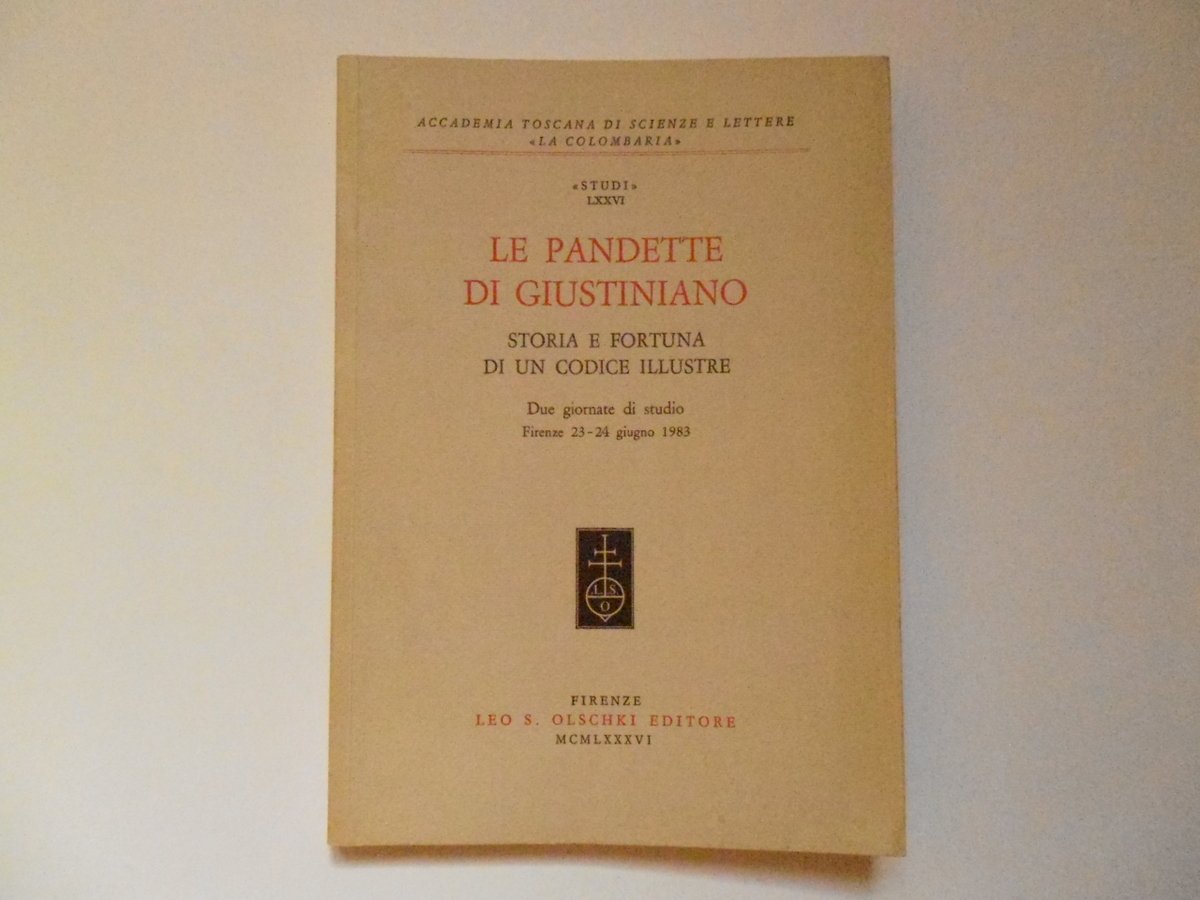 ACCADEMIA TOSCANA DI SCIENZE E LETTERE
«LA COLOMBARIA»
«STUDI»
LXXVI
LE PANDETTE
DI GIUSTINIANO
STORIA E FORTUNA
DI UN CODICE ILLUSTRE
Due giornate di studio
Firenze 23-24 giugno 1983
L. S.
O
FIRENZE
LEO S. OLSCHKI EDITORE
MCMLXXXVI